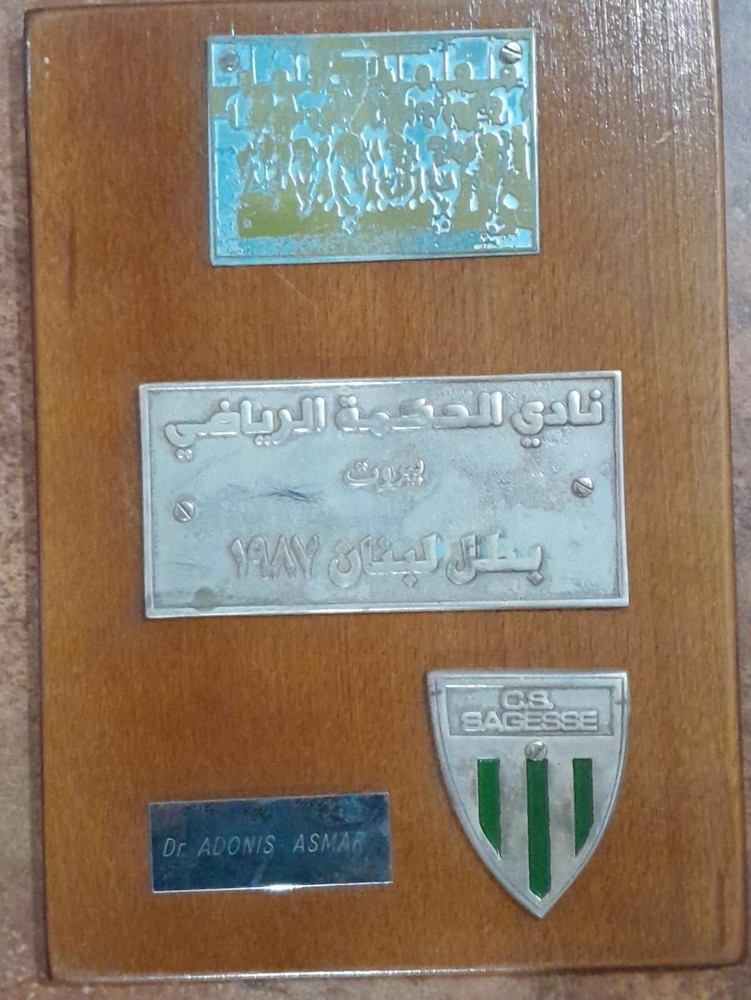 نادي الحكمة الرياضي
بيروت
بطل لبنان ١٩٨٧
C.S.
SAGESSE
Dr. ADONIS ASMAR